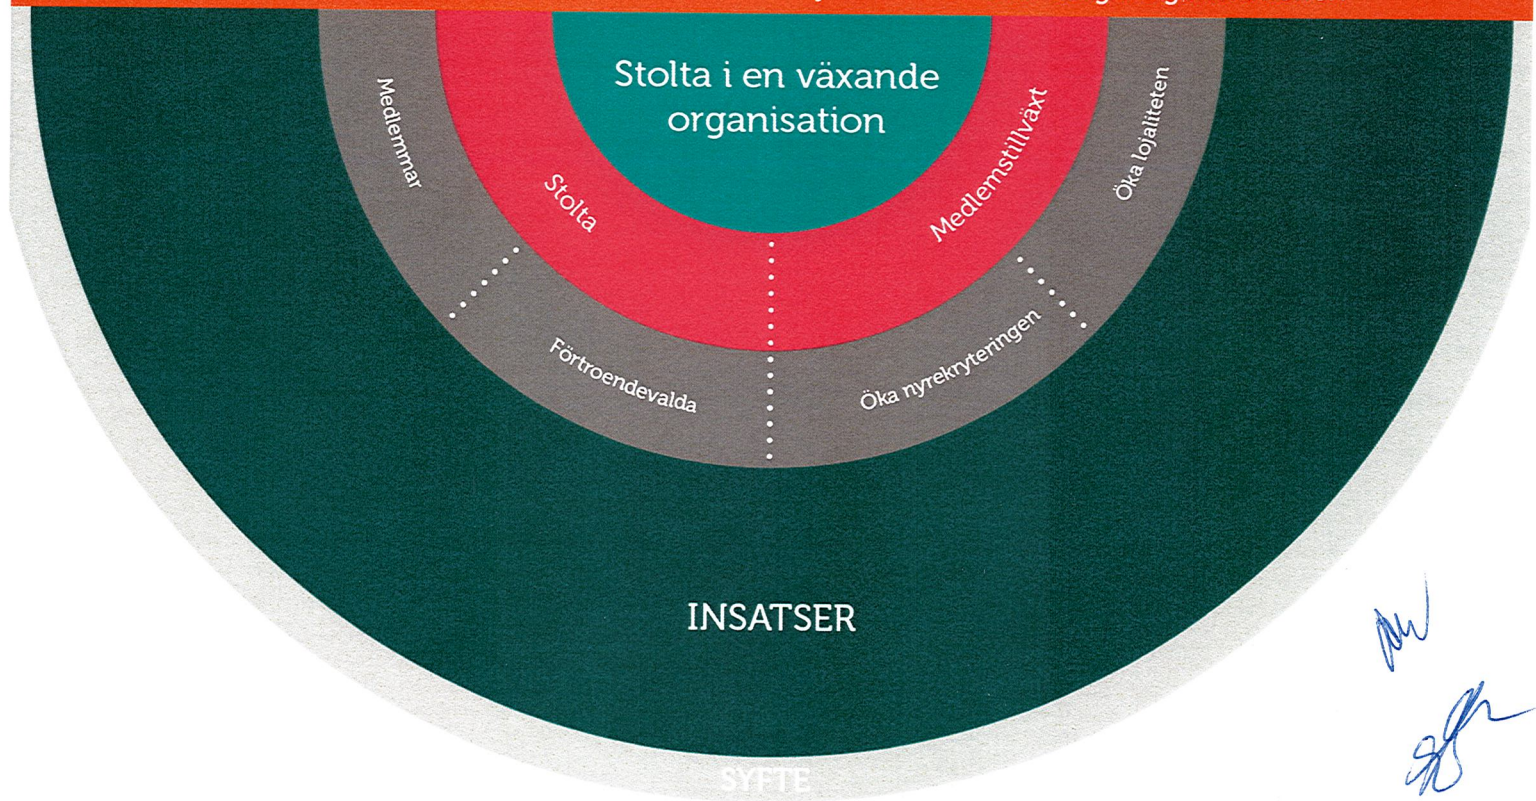 Stolta i en växande
organisation
Medlemmar
Stolta
Medlemstillväxt
Öka lojaliteten
Förtroendevalda
Öka nyrekryteringen
INSATSER
SYFTE